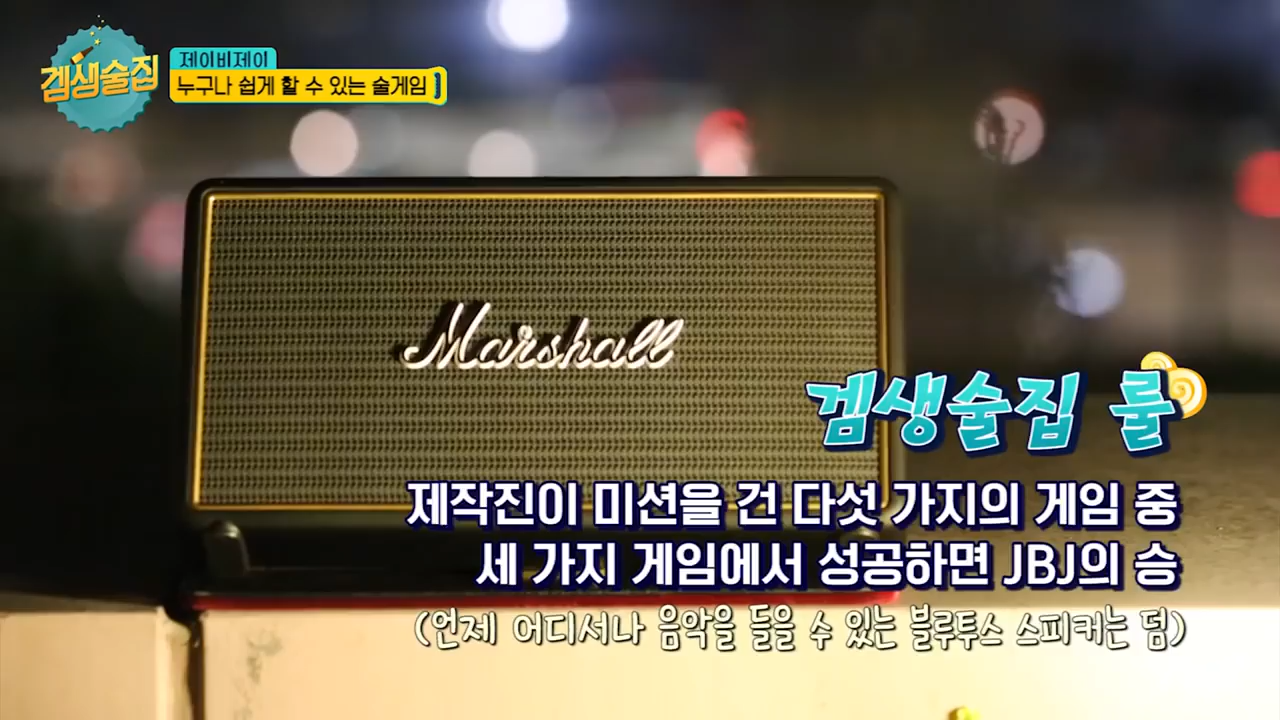 겜생술집
제이비제이
누구나 쉽게 할 수 있는 술게임
Marshall
겜생술집 룰
제작진이 미션을 건 다섯 가지의 게임 중
세 가지 게임에서 성공하면 JBJ의 승
(언제 어디서나 음악을 들을 수 있는 블루투스 스피커는 덤)